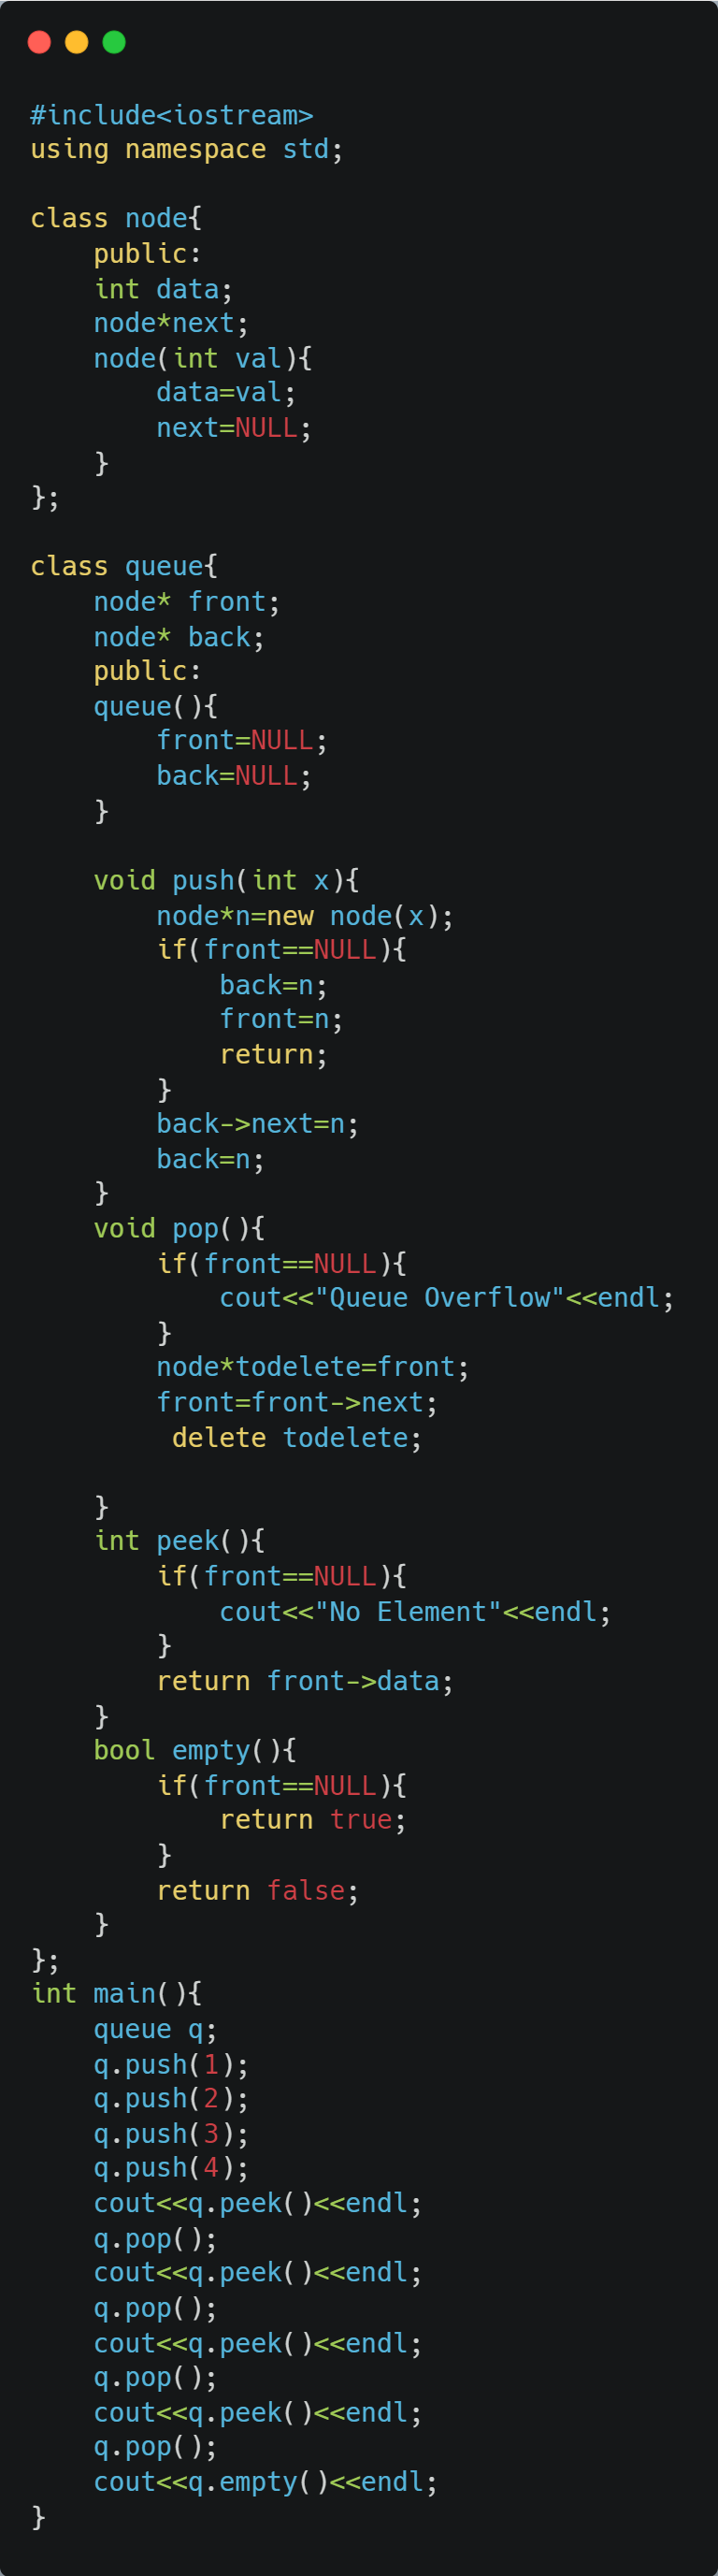 #include<iostream>
using namespace std;

class node{
    public:
    int data;
    node*next;
    node(int val){
        data=val;
        next=NULL;
    }
};

class queue{
    node* front;
    node* back;
    public:
    queue(){
        front=NULL;
        back=NULL;
    }

    void push(int x){
        node*n=new node(x);
        if(front==NULL){
            back=n;
            front=n;
            return;
        }
        back->next=n;
        back=n;
    }
    void pop(){
        if(front==NULL){
            cout<<"Queue Overflow"<<endl;
        }
        node*todelete=front;
        front=front->next;
         delete todelete;

    }
    int peek(){
        if(front==NULL){
            cout<<"No Element"<<endl;
        }
        return front->data;
    }
    bool empty(){
        if(front==NULL){
            return true;
        }
        return false;
    }
};
int main(){
    queue q;
    q.push(1);
    q.push(2);
    q.push(3);
    q.push(4);
    cout<<q.peek()<<endl;
    q.pop();
    cout<<q.peek()<<endl;
    q.pop();
    cout<<q.peek()<<endl;
    q.pop();
    cout<<q.peek()<<endl;
    q.pop();
    cout<<q.empty()<<endl;
}